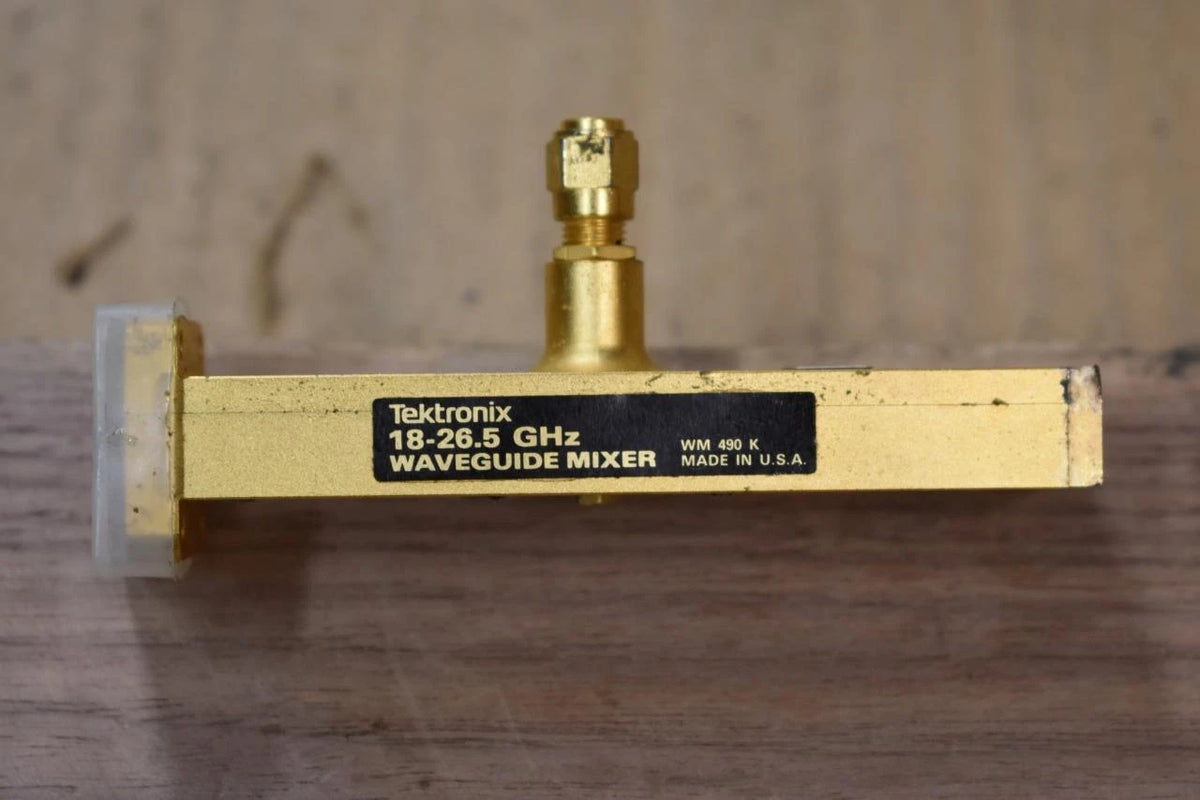 Tektronix
18-26.5 GHz
WAVEGUIDE MIXER
WM 490 K
MADE IN U.S.A.